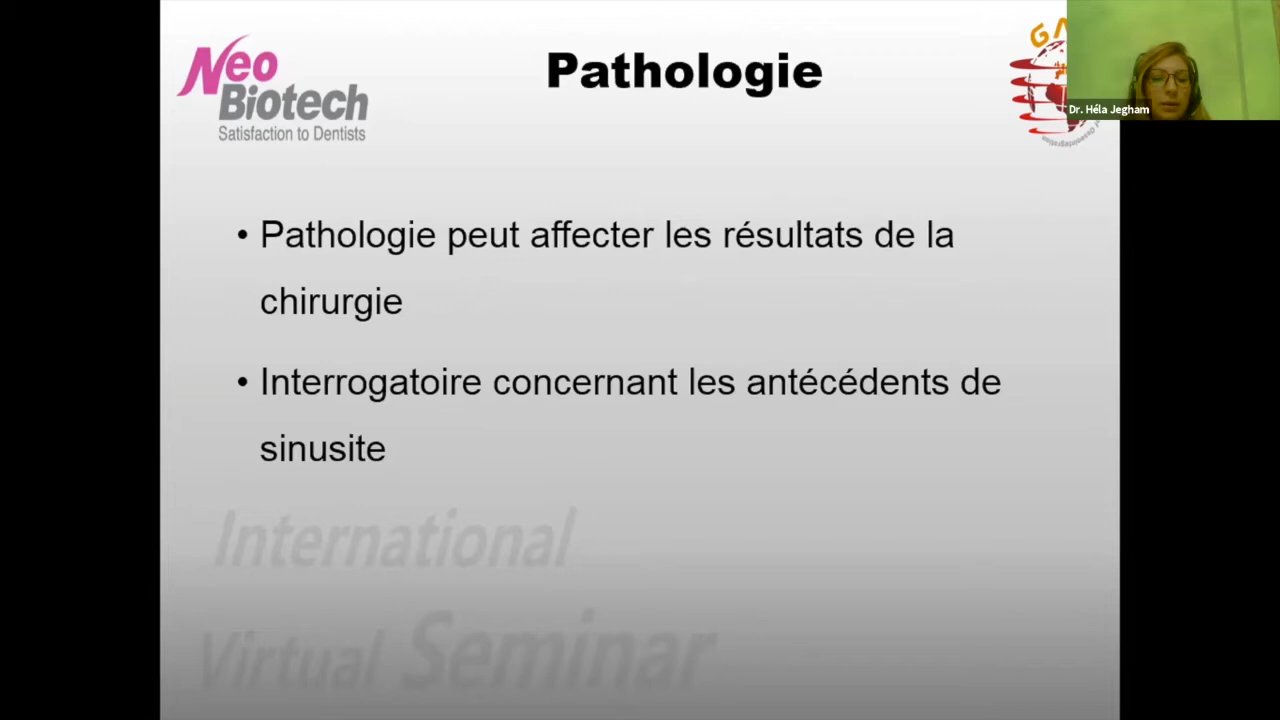 Neo
Biotech
Satisfaction to Dentists
Pathologie
Dr. Héla Jegham
• Pathologie peut affecter les résultats de la
chirurgie
• Interrogatoire concernant les antécédents de
sinusite
International
Virtual Seminar